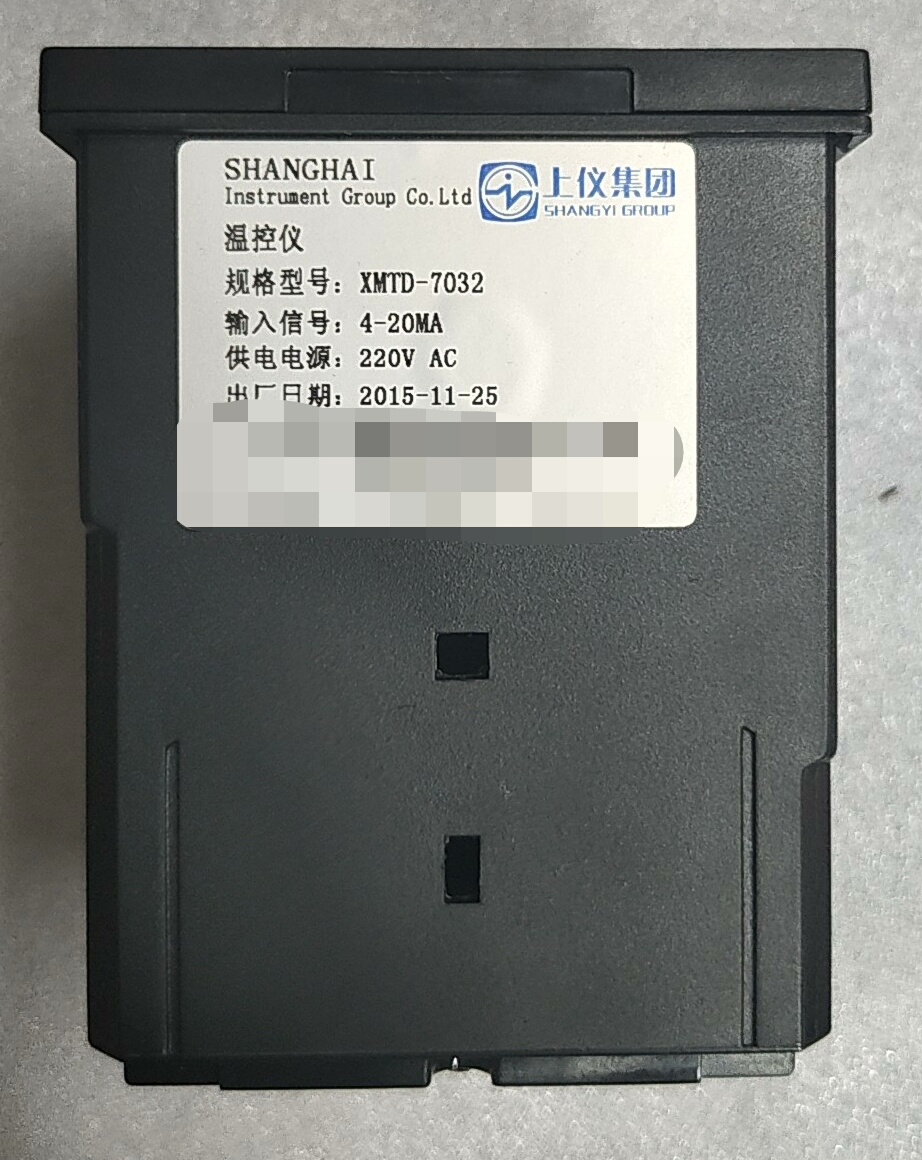 SHANGHAI
Instrument Group Co.Ltd
上仪集团
SHANGYI GROUP
温控仪
规格型号：XMTD-7032
输入信号：4-20MA
供电电源：220V AC
出厂日期：2015-11-25